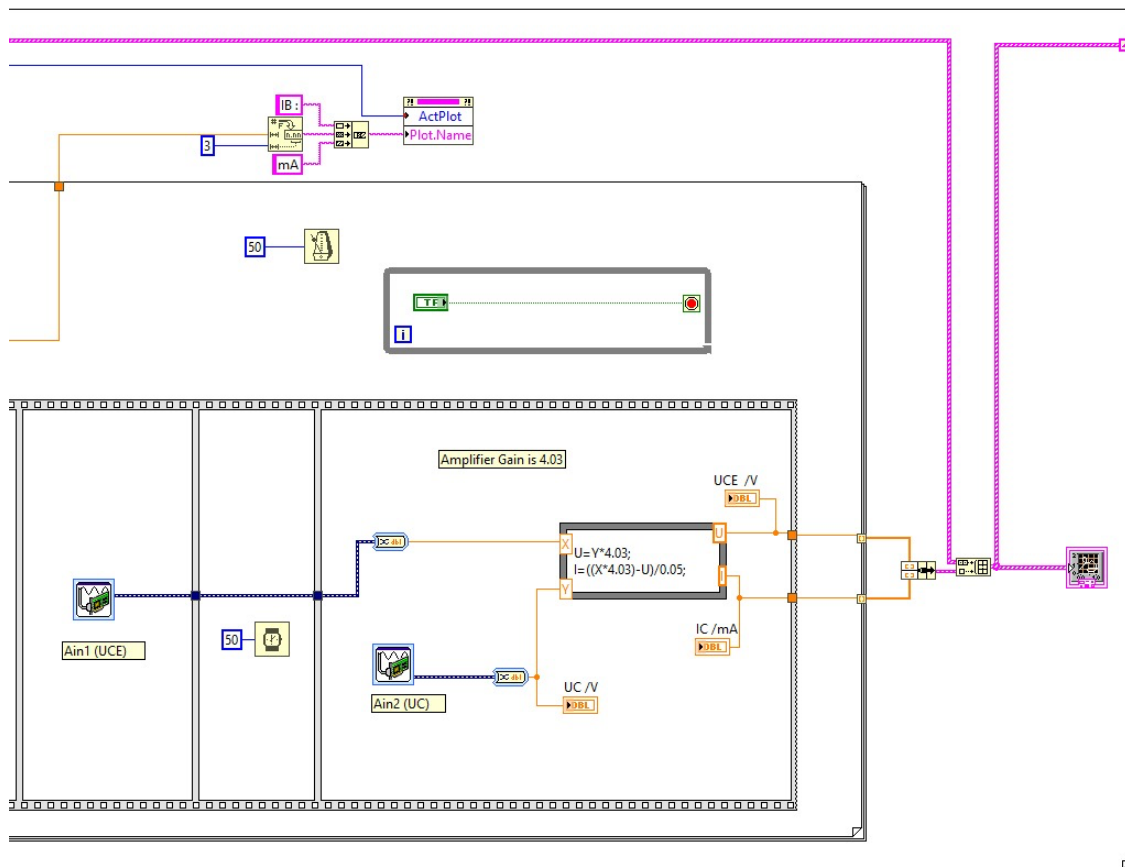 IB :
ActPlot
Plot.Name
3
mA
50
TF
i
Amplifier Gain is 4.03
UCE /V
DBL
X
U
U=Y*4.03;
I=((X*4.03)-U)/0.05;
I
Y
50
IC /mA
DBL
Ain1 (UCE)
UC /V
DBL
Ain2 (UC)